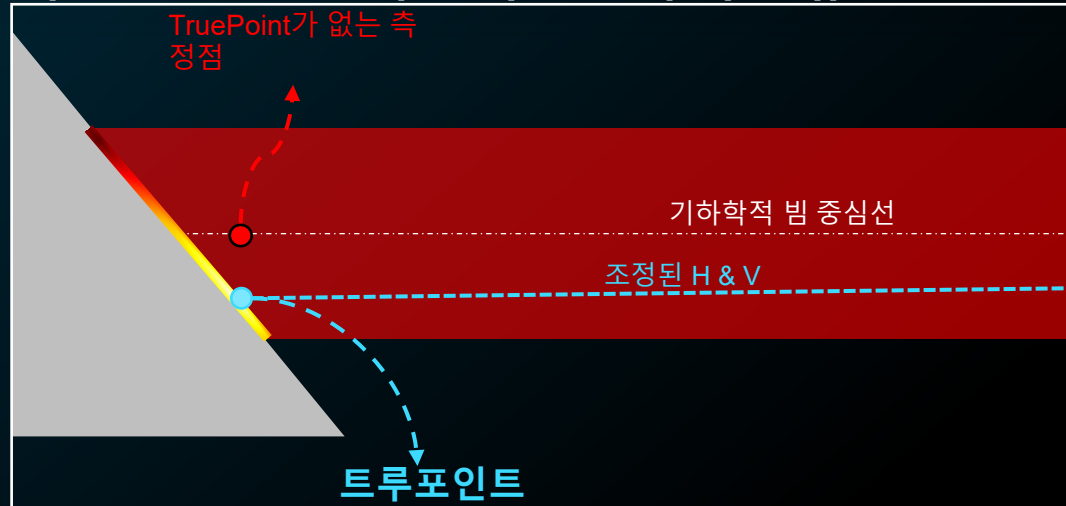 TruePoint가 없는 측
정점
기하학적 빔 중심선
조정된 H & V
트루포인트